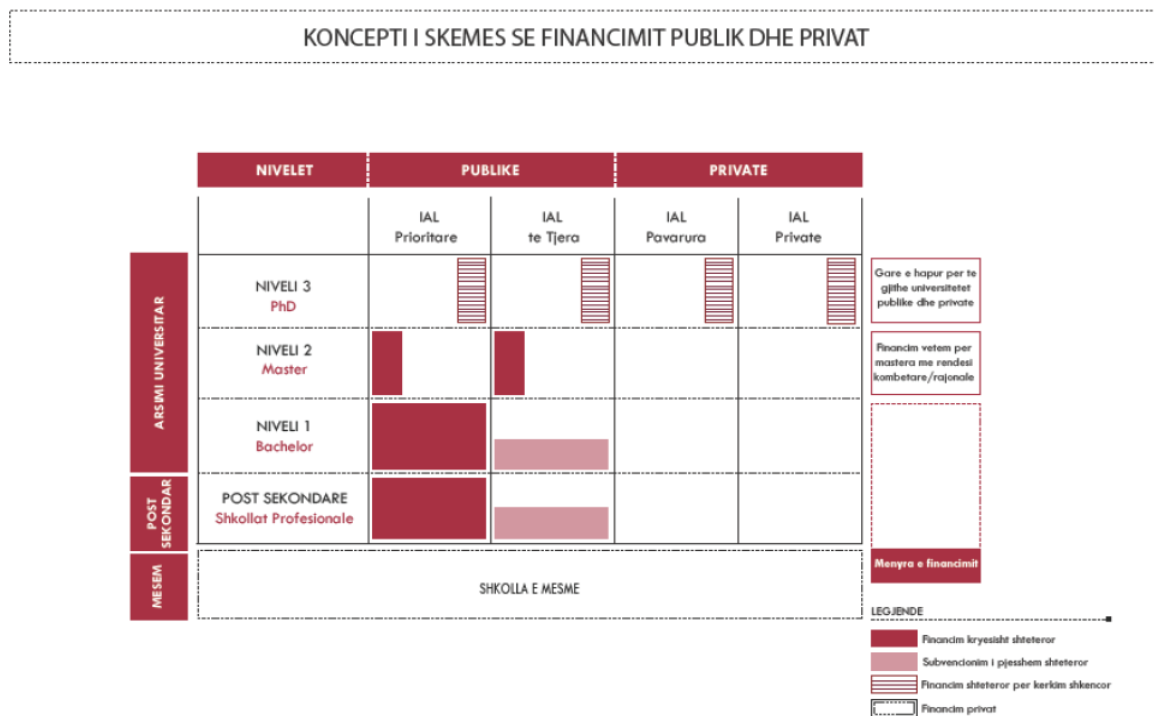 KONCEPTI I SKEMES SE FINANCIMIT PUBLIK DHE PRIVAT
NIVELET
PUBLIKE
PRIVATE
IAL
Prioritare
IAL
te Tjera
IAL
Pavarura
IAL
Private
ARSIMI UNIVERSITAR
NIVELI 3
PhD
Gare e hapur per te
gjithe universitetet
publike dhe private
NIVELI 2
Master
Financim vetem per
mastera me rendesi
kombetare/rajonale
NIVELI 1
Bachelor
POST
SEKONDAR
POST SEKONDARE
Shkollat Profesionale
Menyra e financimit
MESEM
SHKOLLA E MESME
LEGJENDE
Financim kryesisht shteteror
Subvencionim i pjesshem shteteror
Financim shteteror per kerkim shkencor
Financim privat